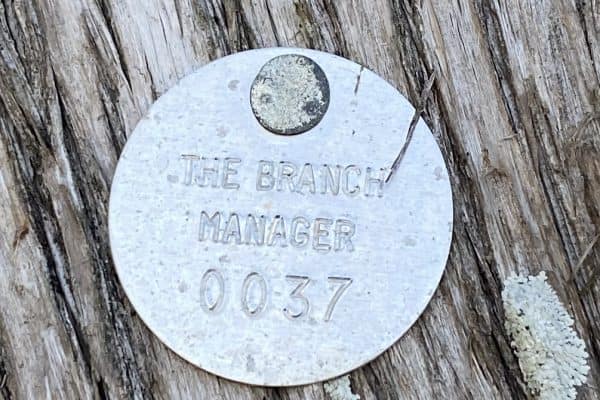 THE BRANCH
MANAGER
0037